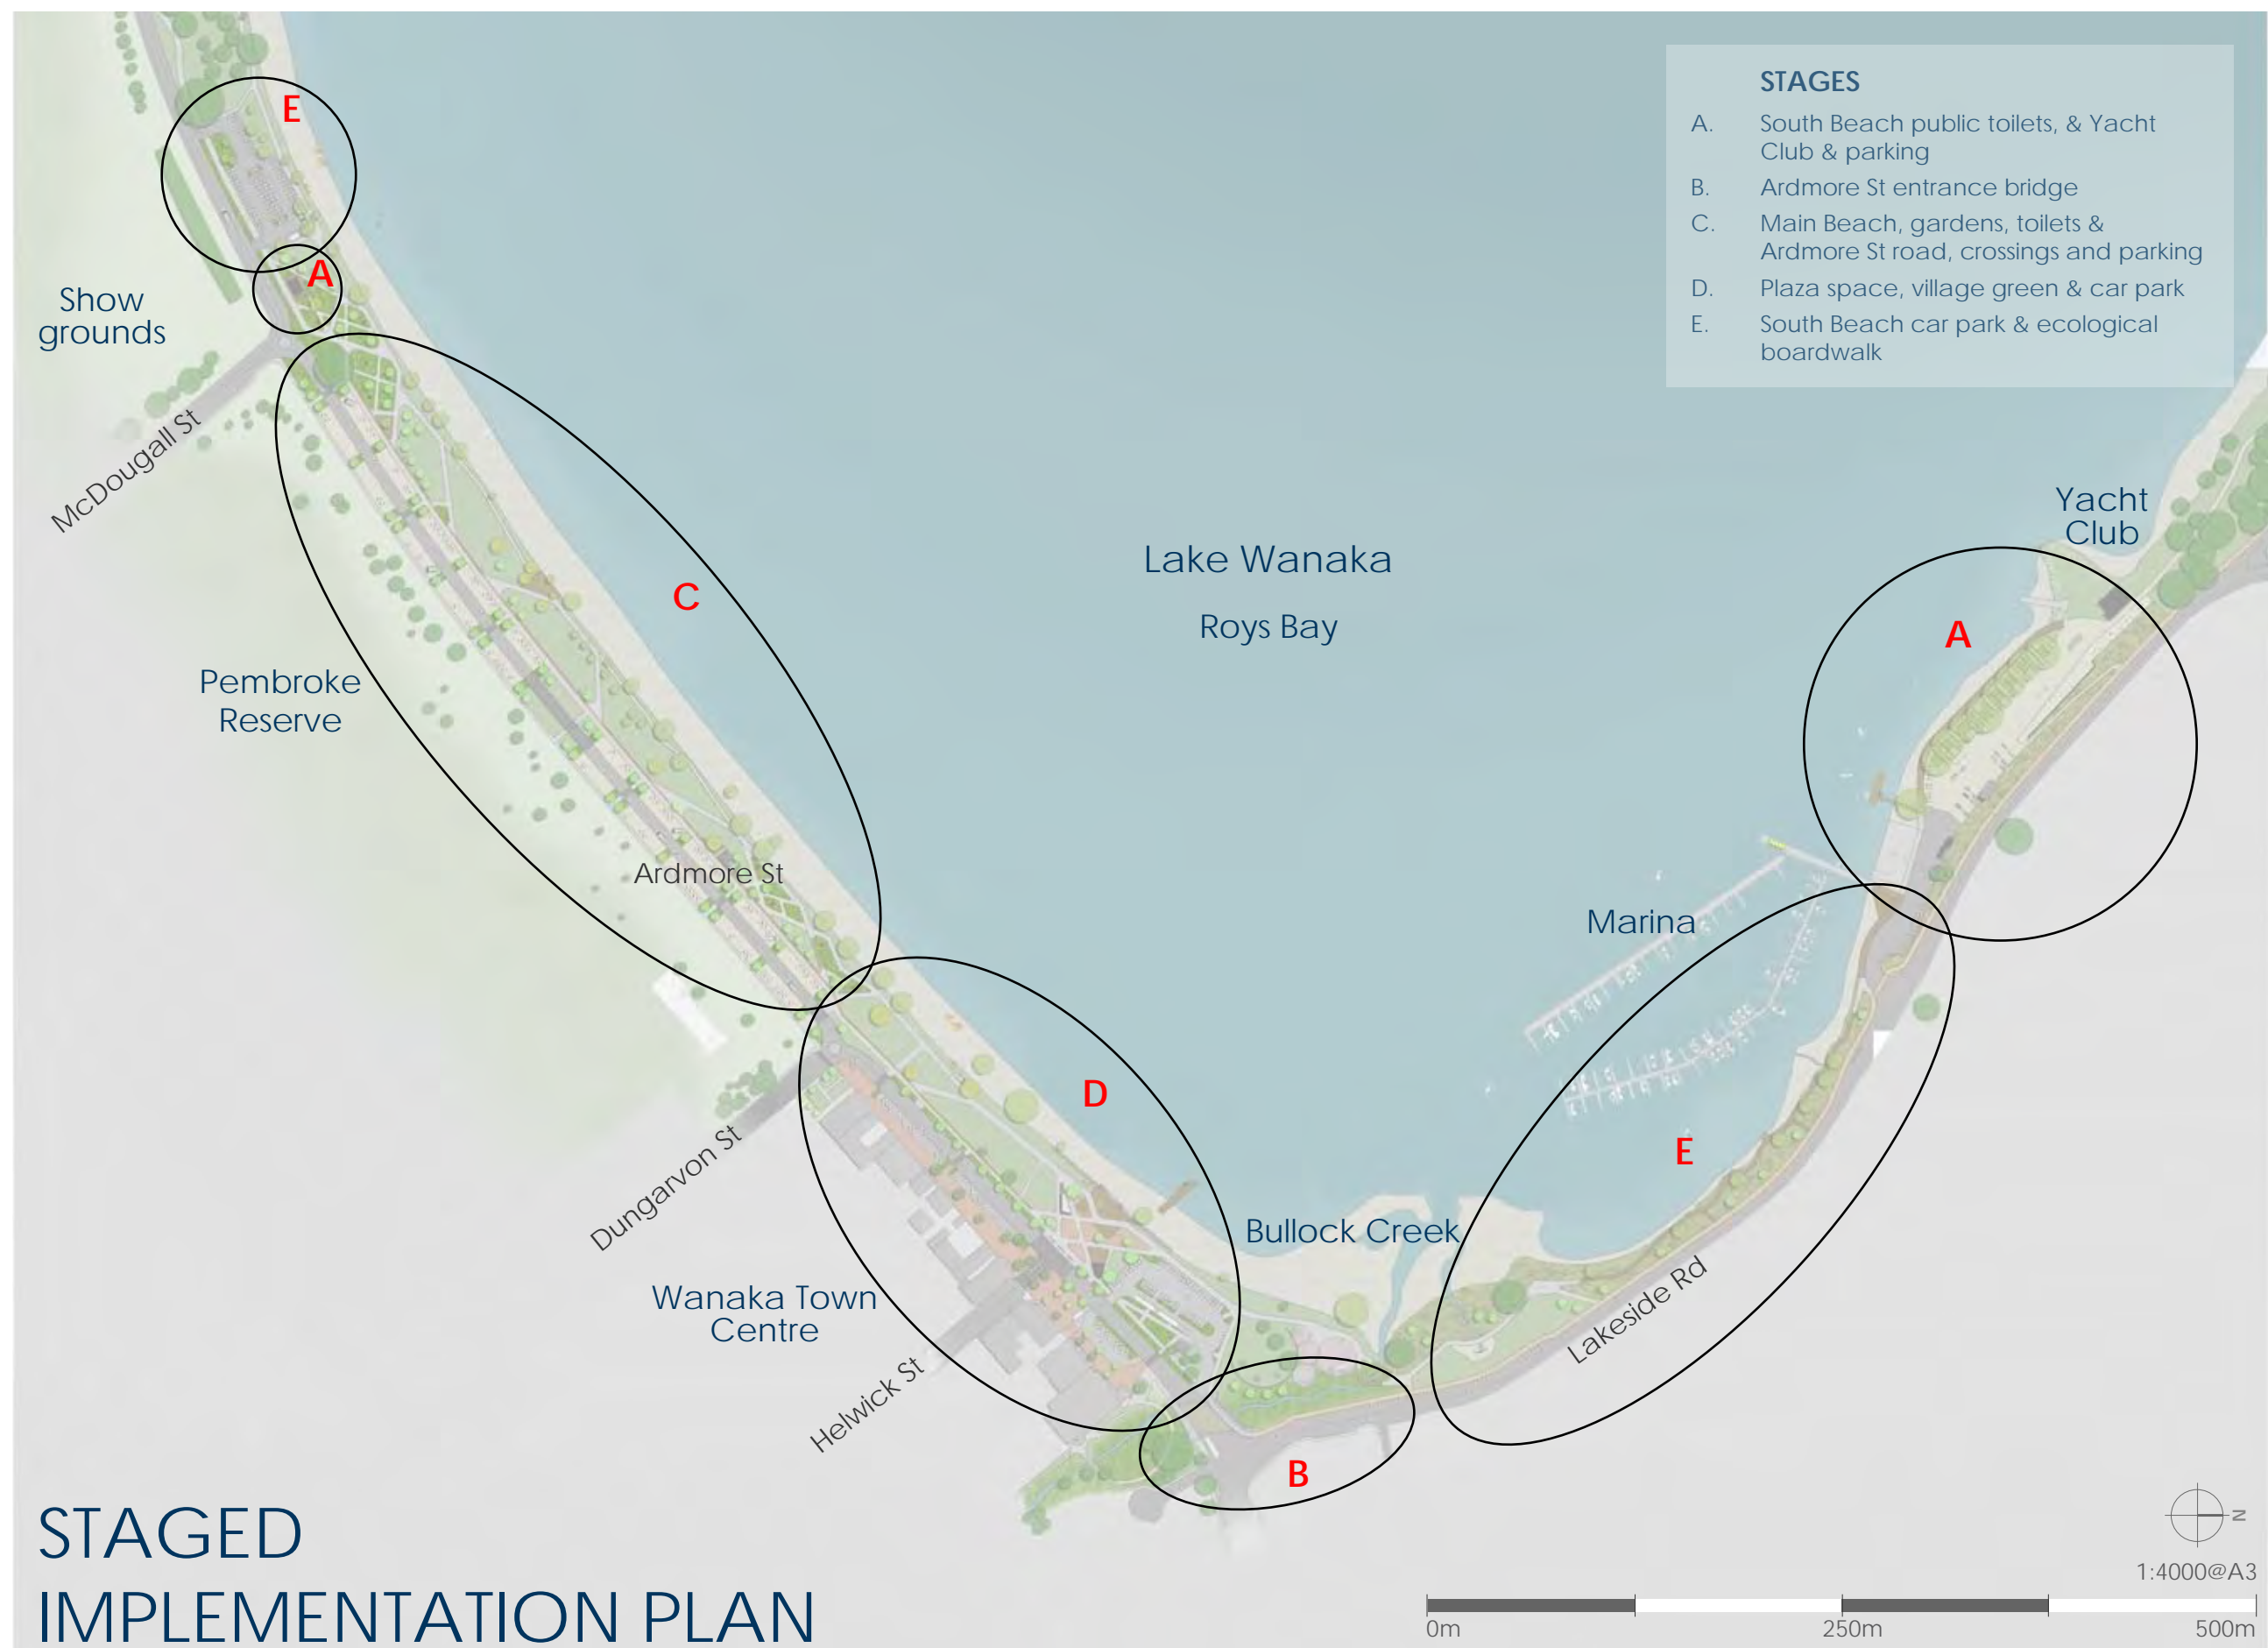 STAGES
A. South Beach public toilets, & Yacht
Club & parking
B. Ardmore St entrance bridge
C. Main Beach, gardens, toilets &
Ardmore St road, crossings and parking
D. Plaza space, village green & car park
E. South Beach car park & ecological
boardwalk
E
A
Show
grounds
McDougall St
C
Pembroke
Reserve
Ardmore St
Lake Wanaka
Roys Bay
Yacht
Club
A
Marina
D
E
Dungarvon St
Bullock Creek
Wanaka Town
Centre
Helwick St
Lakeside Rd
B
STAGED
IMPLEMENTATION PLAN
N
1:4000@A3
0m 250m 500m